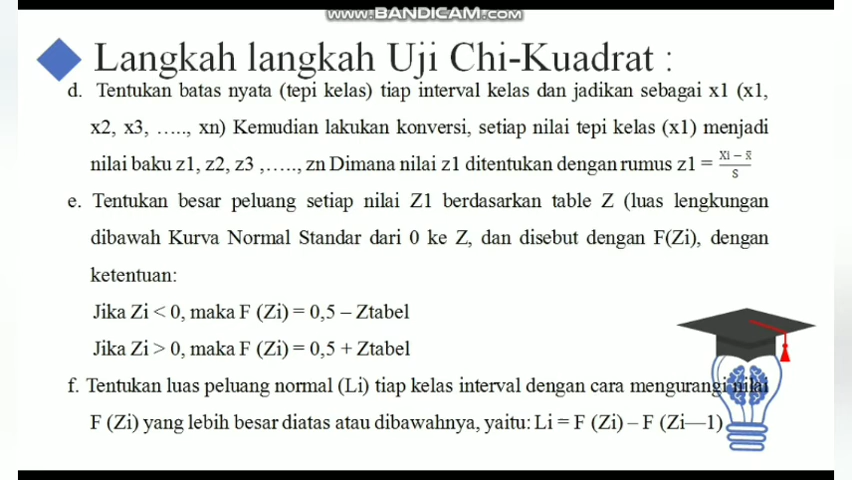 www.BANDICAM.com
Langkah langkah Uji Chi-Kuadrat :
d. Tentukan batas nyata (tepi kelas) tiap interval kelas dan jadikan sebagai x1 (x1,
x2, x3, ….., xn) Kemudian lakukan konversi, setiap nilai tepi kelas (x1) menjadi
nilai baku z1, z2, z3 ,….., zn Dimana nilai z1 ditentukan dengan rumus z1 = (Xi – x̄)/S
e. Tentukan besar peluang setiap nilai Z1 berdasarkan table Z (luas lengkungan
dibawah Kurva Normal Standar dari 0 ke Z, dan disebut dengan F(Zi), dengan
ketentuan:
Jika Zi < 0, maka F (Zi) = 0,5 – Ztabel
Jika Zi > 0, maka F (Zi) = 0,5 + Ztabel
f. Tentukan luas peluang normal (Li) tiap kelas interval dengan cara mengurangi nilai
F (Zi) yang lebih besar diatas atau dibawahnya, yaitu: Li = F (Zi) – F (Zi—1)